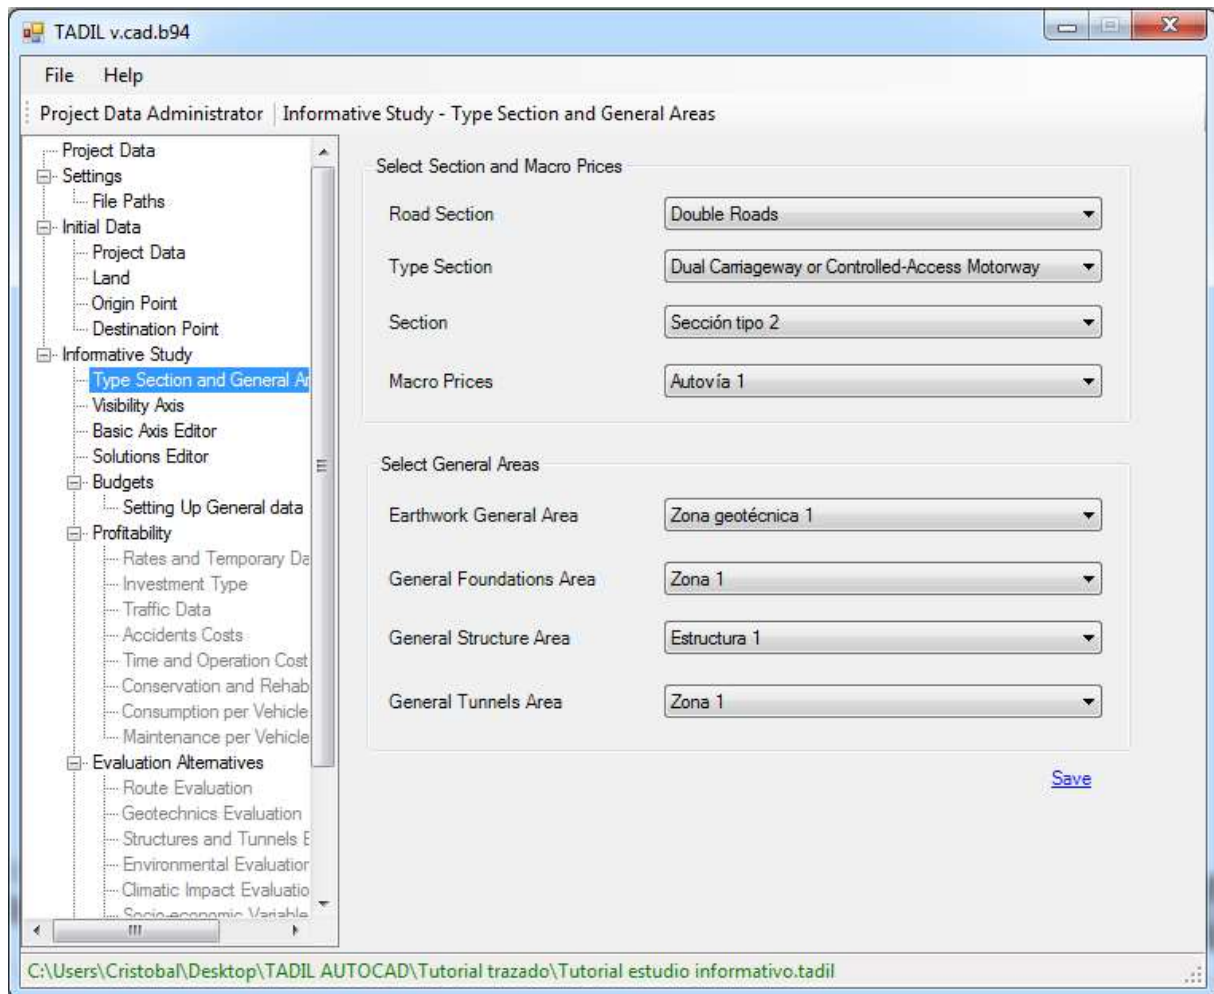 TADIL v.cad.b94
File Help
Project Data Administrator Informative Study - Type Section and General Areas
Project Data
Settings
File Paths
Initial Data
Project Data
Land
Origin Point
Destination Point
Informative Study
Type Section and General Ar
Visibility Axis
Basic Axis Editor
Solutions Editor
Budgets
Setting Up General data
Profitability
Rates and Temporary Da
Investment Type
Traffic Data
Accidents Costs
Time and Operation Cost
Conservation and Rehab
Consumption per Vehicle
Maintenance per Vehicle
Evaluation Alternatives
Route Evaluation
Geotechnics Evaluation
Structures and Tunnels E
Environmental Evaluation
Climatic Impact Evaluatio
Socio-economic Variable
Select Section and Macro Prices
Road Section Double Roads
Type Section Dual Carriageway or Controlled-Access Motorway
Section Sección tipo 2
Macro Prices Autovía 1
Select General Areas
Earthwork General Area Zona geotécnica 1
General Foundations Area Zona 1
General Structure Area Estructura 1
General Tunnels Area Zona 1
Save
C:\Users\Cristobal\Desktop\TADIL AUTOCAD\Tutorial trazado\Tutorial estudio informativo.tadil